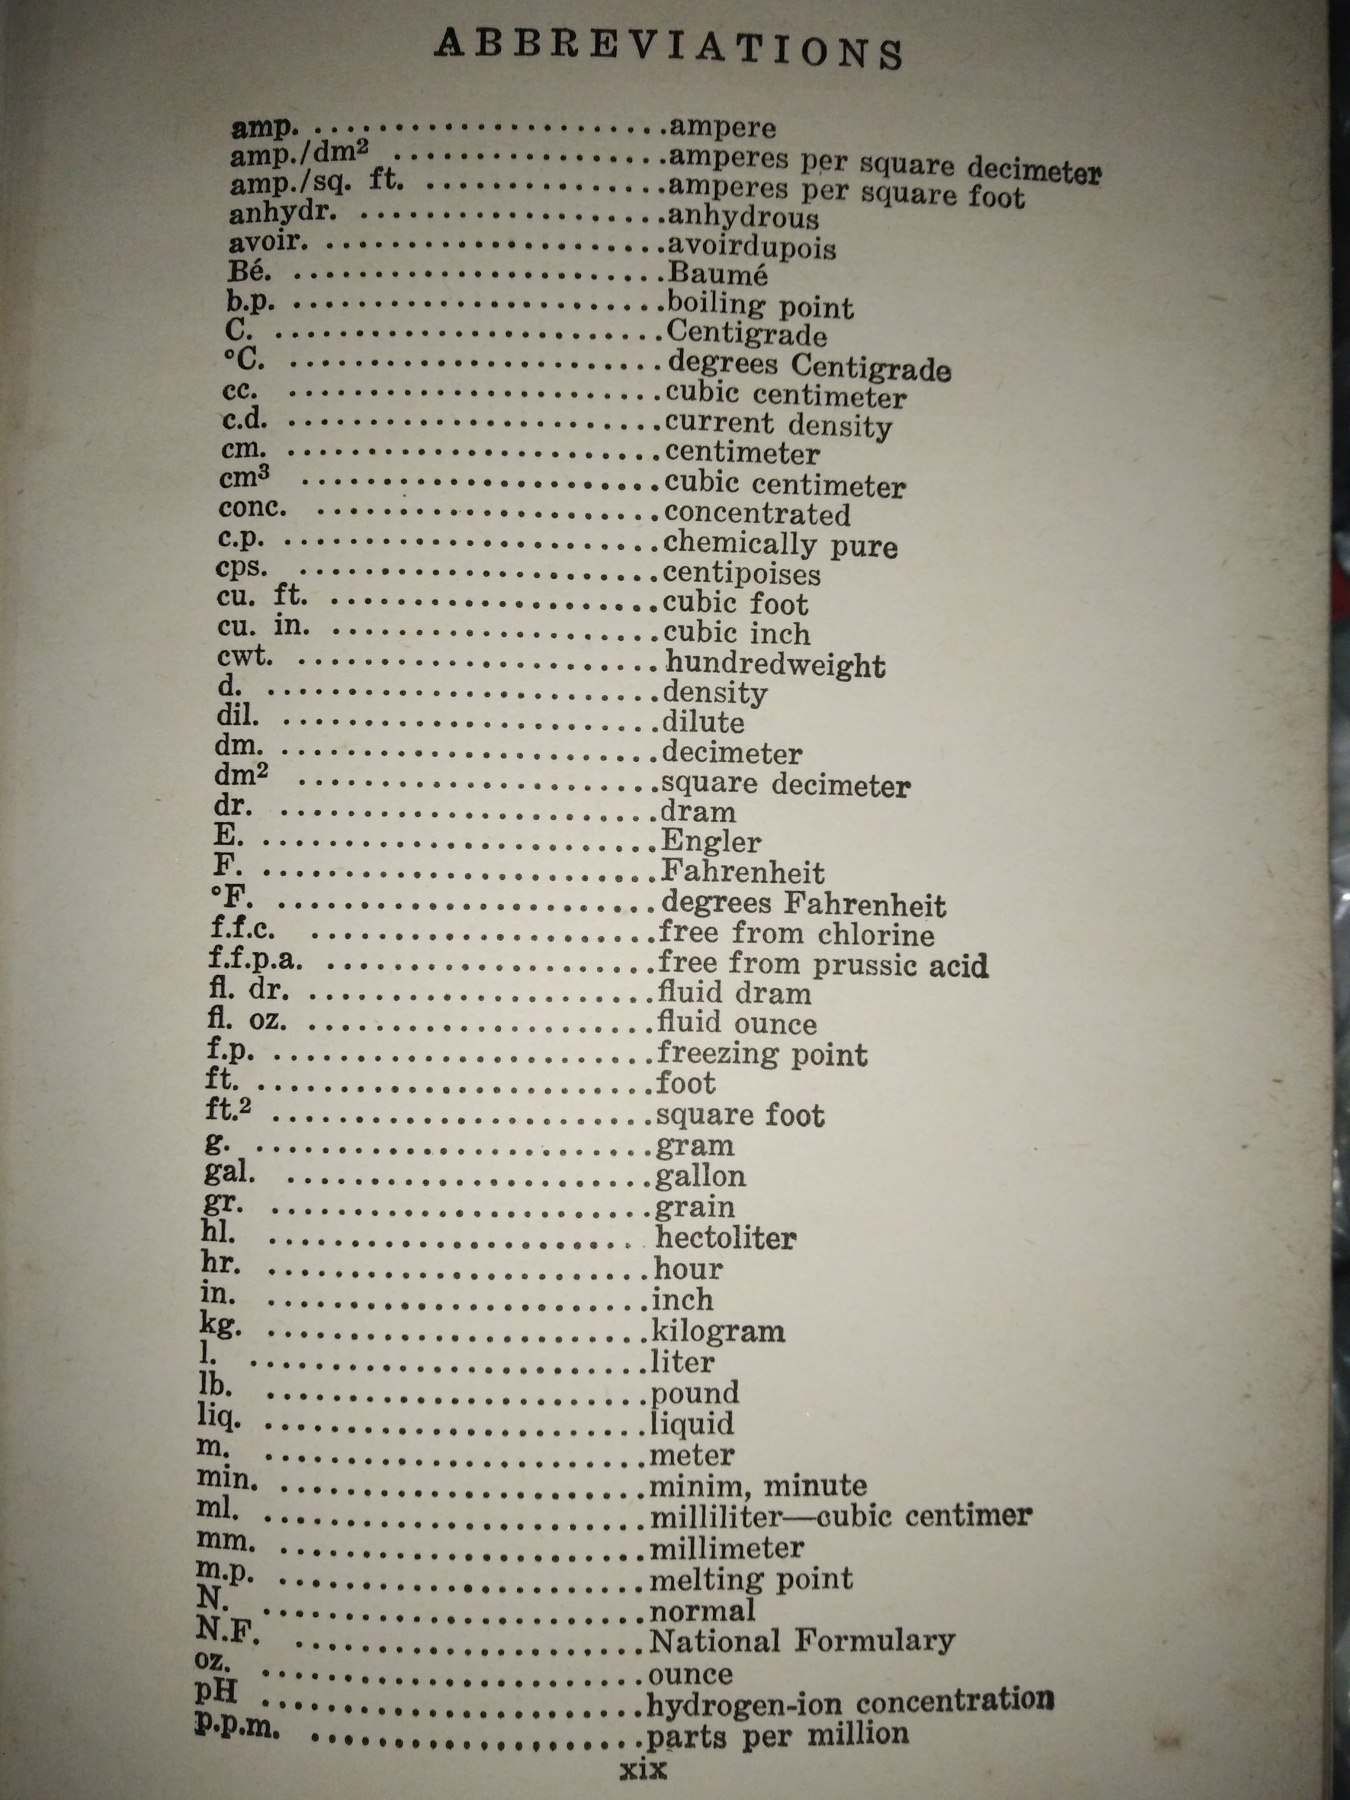 ABBREVIATIONS
amp. ......................ampere
amp./dm² .................amperes per square decimeter
amp./sq. ft. ...............amperes per square foot
anhydr. ...................anhydrous
avoir. .....................avoirdupois
Bé. .......................Baumé
b.p. .......................boiling point
C. ........................Centigrade
°C. .......................degrees Centigrade
cc. .......................cubic centimeter
c.d. .......................current density
cm. .......................centimeter
cm³ ......................cubic centimeter
conc. .....................concentrated
c.p. .......................chemically pure
cps. ......................centipoises
cu. ft. ....................cubic foot
cu. in. ....................cubic inch
cwt. ......................hundredweight
d. ........................density
dil. .......................dilute
dm. .......................decimeter
dm² ......................square decimeter
dr. .......................dram
E. ........................Engler
F. ........................Fahrenheit
°F. .......................degrees Fahrenheit
f.f.c. .....................free from chlorine
f.f.p.a. ....................free from prussic acid
fl. dr. .....................fluid dram
fl. oz. .....................fluid ounce
f.p. .......................freezing point
ft. ........................foot
ft.² .......................square foot
g. ........................gram
gal. ......................gallon
gr. .......................grain
hl. .......................hectoliter
hr. .......................hour
in. .......................inch
kg. .......................kilogram
l. ........................liter
lb. .......................pound
liq. .......................liquid
m. .......................meter
min. ......................minim, minute
ml. .......................milliliter—cubic centimer
mm. ......................millimeter
m.p. ......................melting point
N. .......................normal
N.F. .....................National Formulary
oz. .......................ounce
pH .......................hydrogen-ion concentration
p.p.m. ....................parts per million
xix